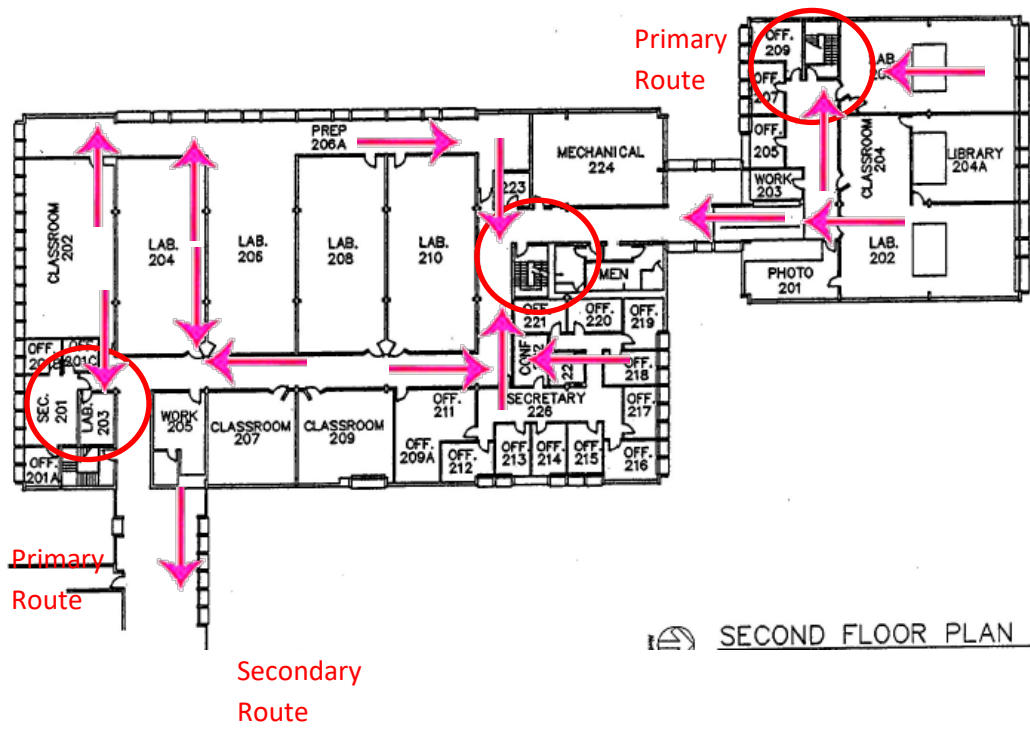 Primary
Route
OFF.
209
LAB.
OFF
207
OFF.
205
WORK
203
CLASSROOM
204
LIBRARY
204A
LAB.
202
PHOTO
201
PREP
206A
MECHANICAL
224
223
CLASSROOM
202
LAB.
204
LAB.
206
LAB.
208
LAB.
210
MEN
OFF.
221
OFF.
220
OFF.
219
CONF.
OFF.
218
OFF.
217
SECRETARY
226
OFF.
211
OFF.
209A
OFF.
212
OFF.
213
OFF.
214
OFF.
215
OFF.
216
OFF.
OFF.
201C
SEC.
201
LAB.
203
OFF.
201A
WORK
205
CLASSROOM
207
CLASSROOM
209
Primary
Route
SECOND FLOOR PLAN
Secondary
Route